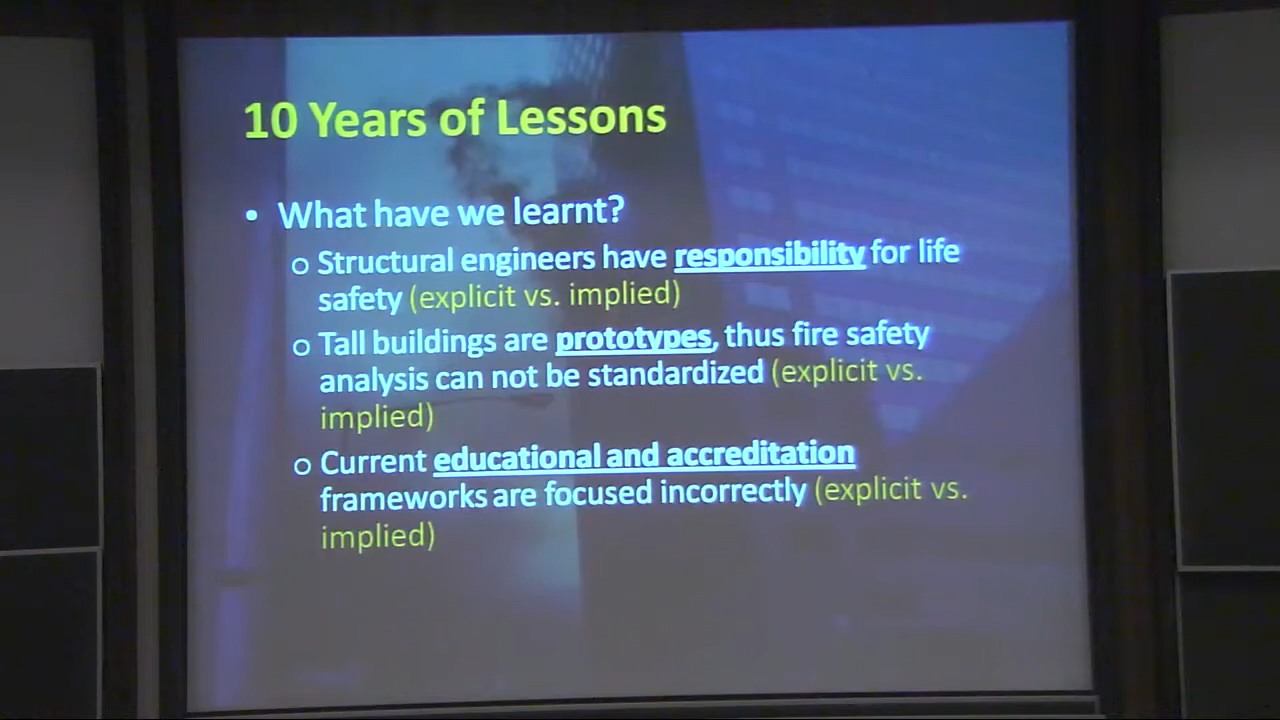 10 Years of Lessons
• What have we learnt?
o Structural engineers have responsibility for life
safety (explicit vs. implied)
o Tall buildings are prototypes, thus fire safety
analysis can not be standardized (explicit vs.
implied)
o Current educational and accreditation
frameworks are focused incorrectly (explicit vs.
implied)